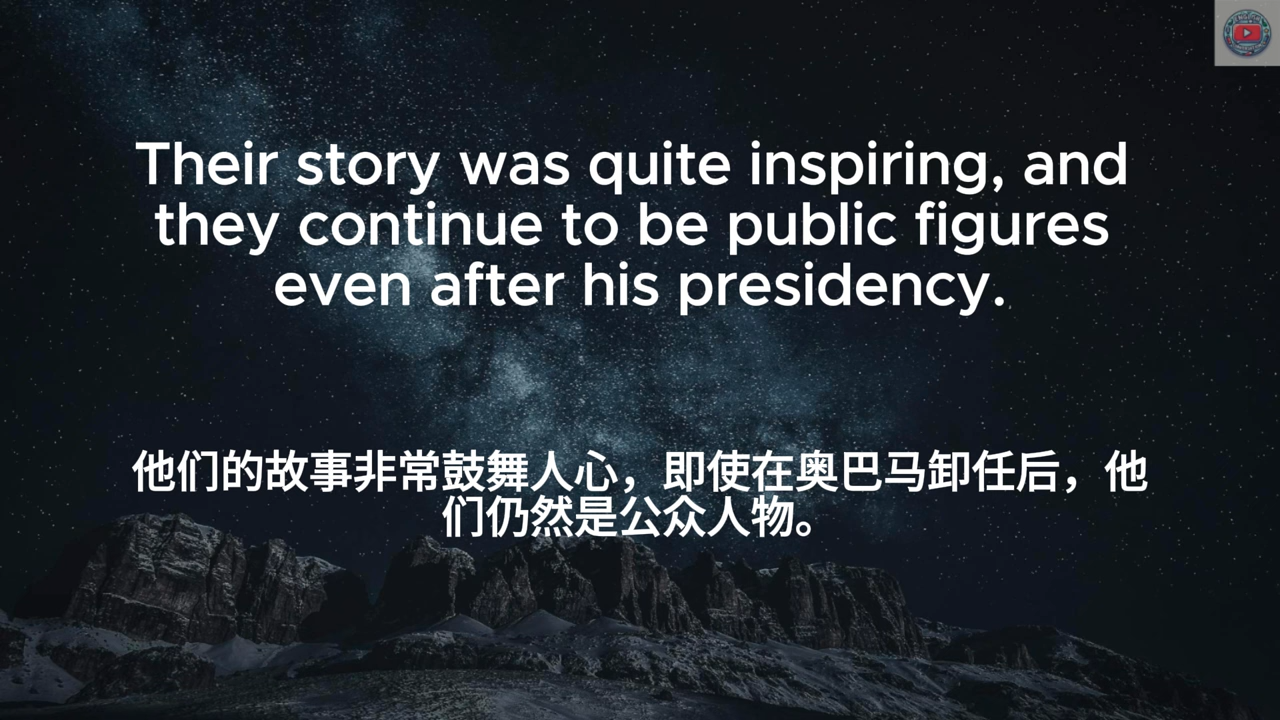 Their story was quite inspiring, and
they continue to be public figures
even after his presidency.
他们的故事非常鼓舞人心，即使在奥巴马卸任后，他
们仍然是公众人物。